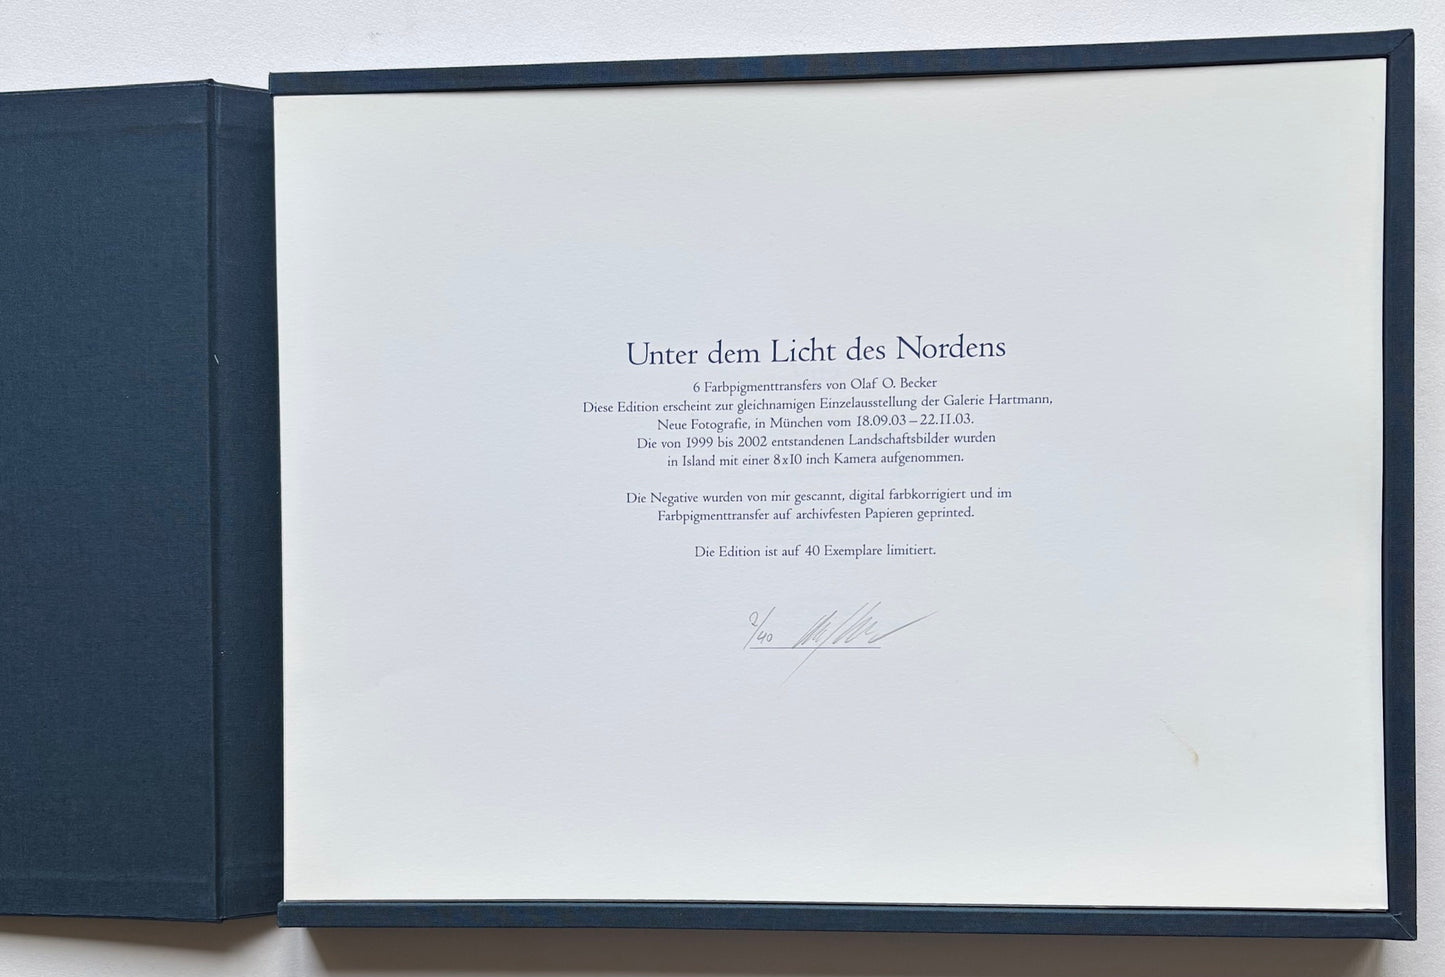 Unter dem Licht des Nordens
6 Farbpigmenttransfers von Olaf O. Becker
Diese Edition erscheint zur gleichnamigen Einzelausstellung der Galerie Hartmann,
Neue Fotografie, in München vom 18.09.03 – 22.11.03.
Die von 1999 bis 2002 entstandenen Landschaftsbilder wurden
in Island mit einer 8x10 inch Kamera aufgenommen.
Die Negative wurden von mir gescannt, digital farbkorrigiert und im
Farbpigmenttransfer auf archivfesten Papieren geprinted.
Die Edition ist auf 40 Exemplare limitiert.
2/40